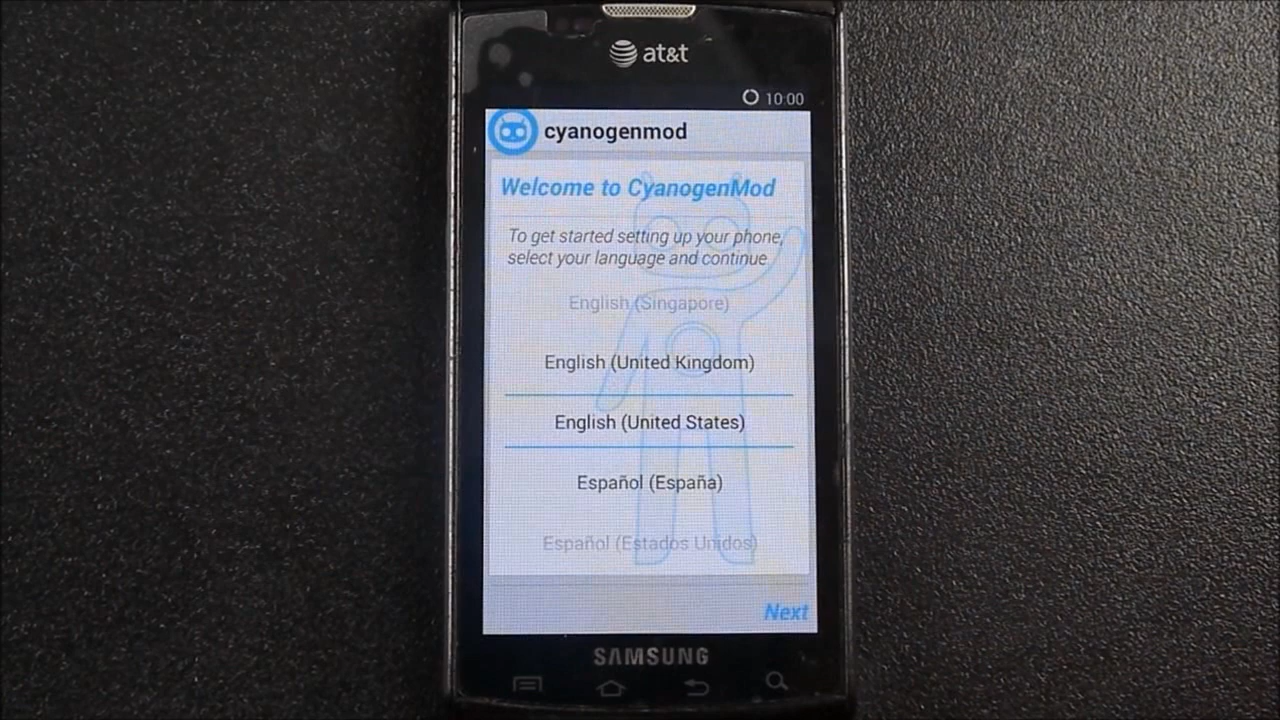 at&t
10:00
cyanogenmod
Welcome to CyanogenMod
To get started setting up your phone,
select your language and continue.
English (Singapore)
English (United Kingdom)
English (United States)
Español (España)
Español (Estados Unidos)
Next
SAMSUNG